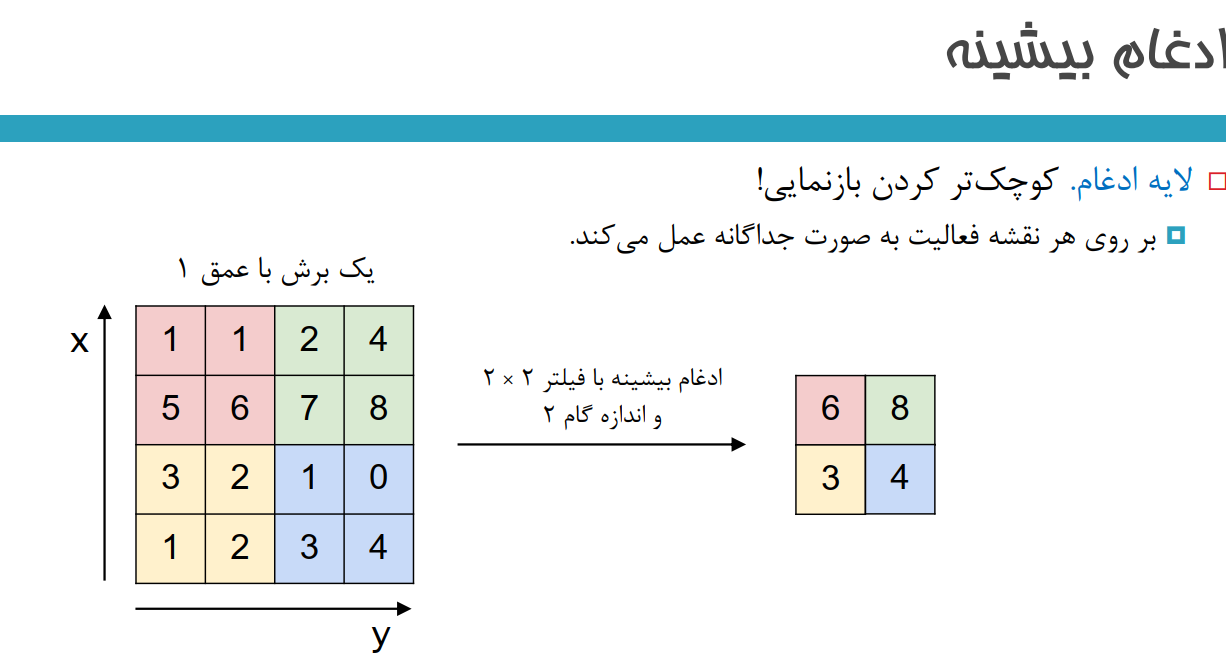 ادغام بیشینه
لایه ادغام. کوچک‌تر کردن بازنمایی!
بر روی هر نقشه فعالیت به صورت جداگانه عمل می‌کند.
یک برش با عمق ۱
x
1 1 2 4
5 6 7 8
3 2 1 0
1 2 3 4
y
ادغام بیشینه با فیلتر ۲ × ۲
و اندازه گام ۲
6 8
3 4